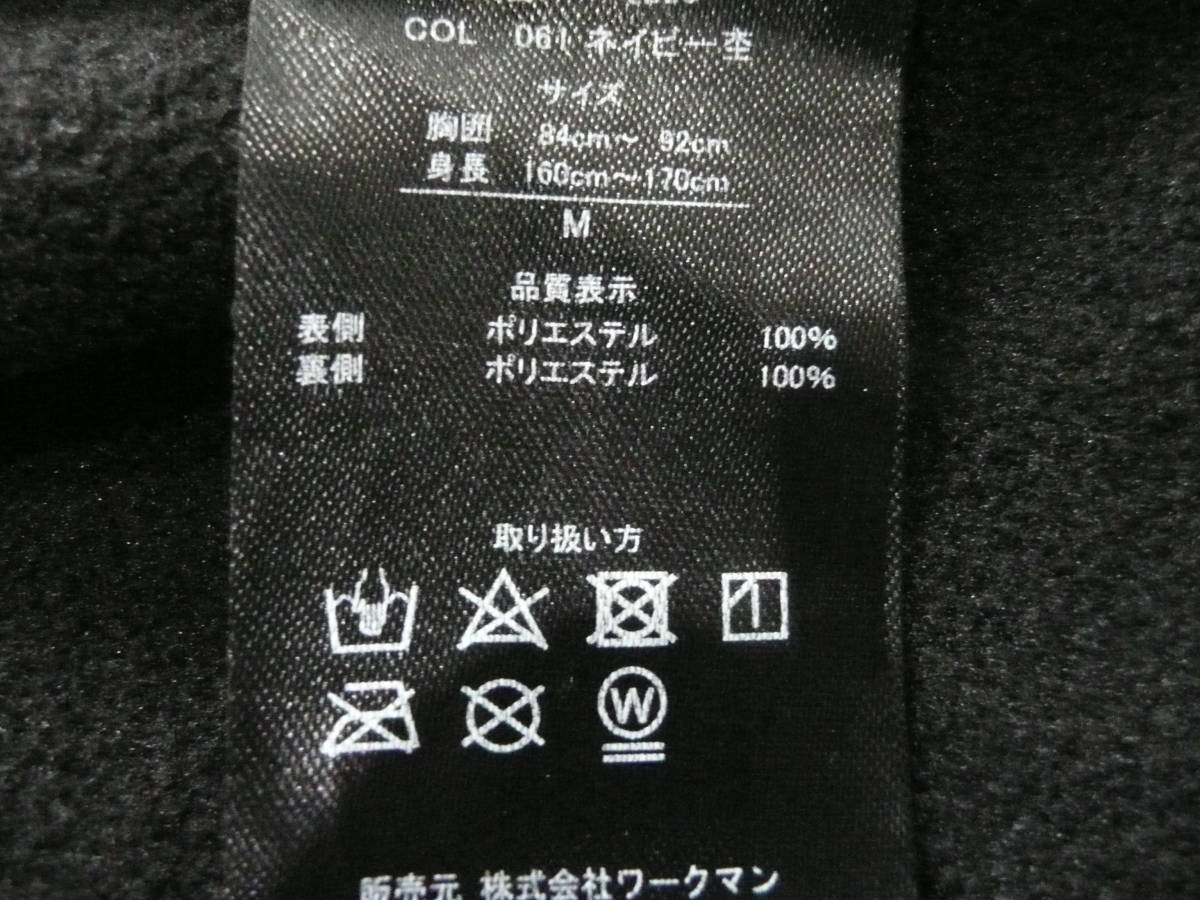 COL 061 ネイビー杢
サイズ
胸囲 84cm～ 92cm
身長 160cm～170cm
M
品質表示
表側 ポリエステル 100%
裏側 ポリエステル 100%
取り扱い方
W
販売元 株式会社ワークマン